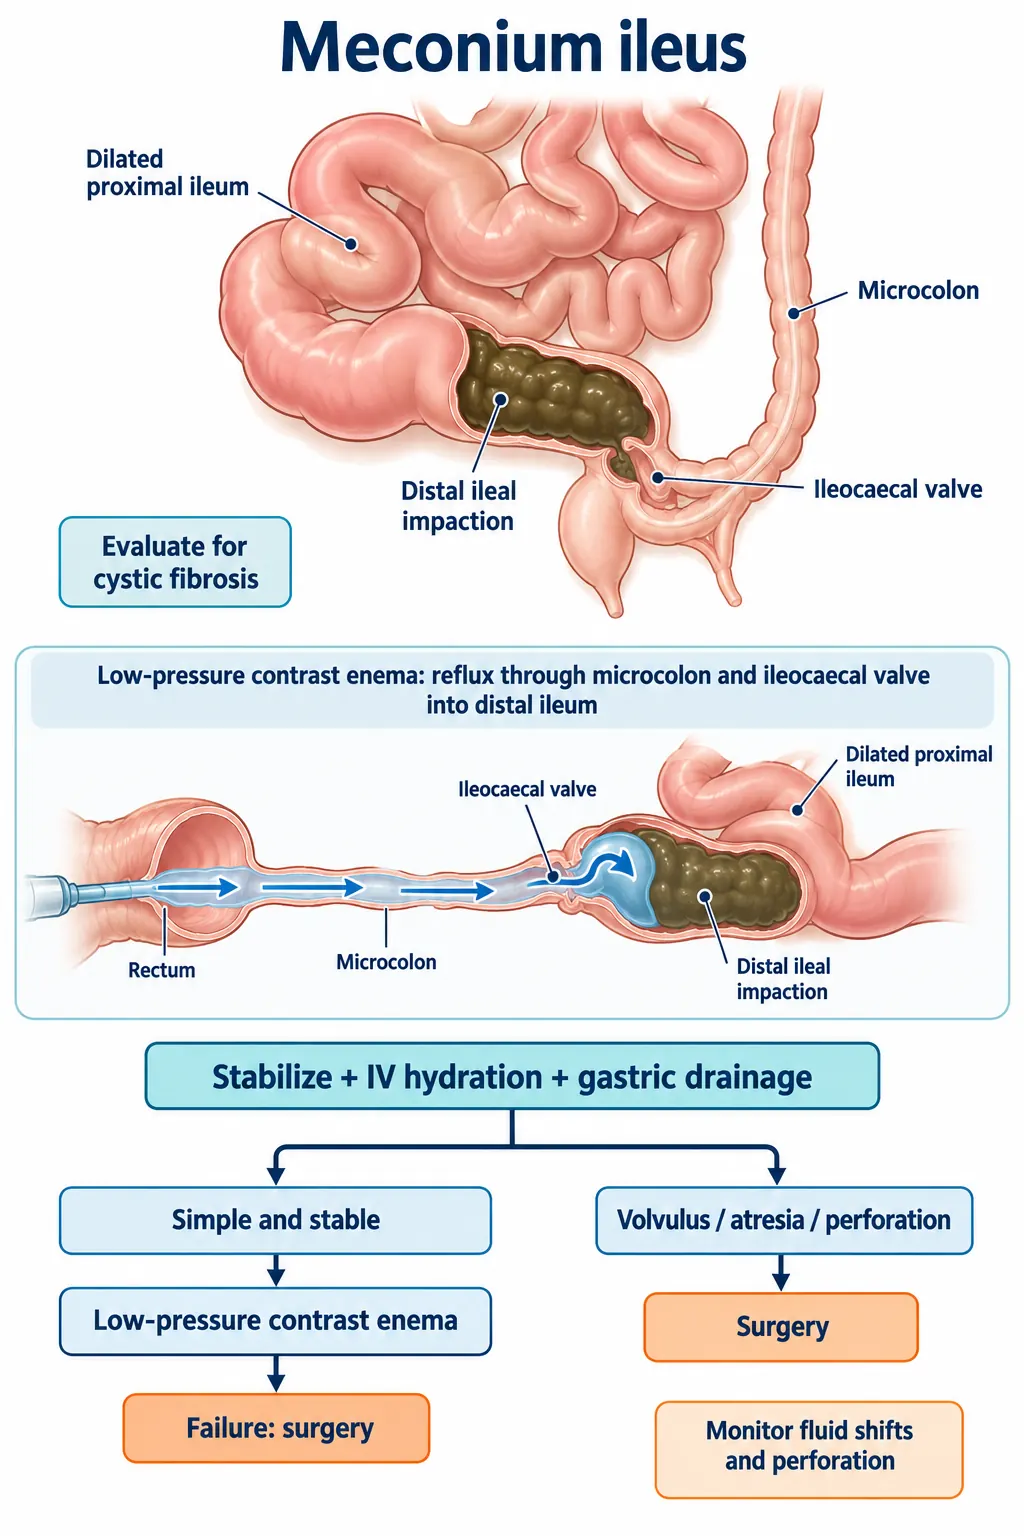 Meconium ileus
Dilated
proximal ileum
Microcolon
Distal ileal
impaction
Ileocaecal valve
Evaluate for
cystic fibrosis
Low-pressure contrast enema: reflux through microcolon and ileocaecal valve
into distal ileum
Dilated proximal
ileum
Ileocaecal valve
Rectum
Microcolon
Distal ileal
impaction
Stabilize + IV hydration + gastric drainage
Simple and stable
Volvulus / atresia / perforation
Low-pressure contrast enema
Surgery
Failure: surgery
Monitor fluid shifts
and perforation